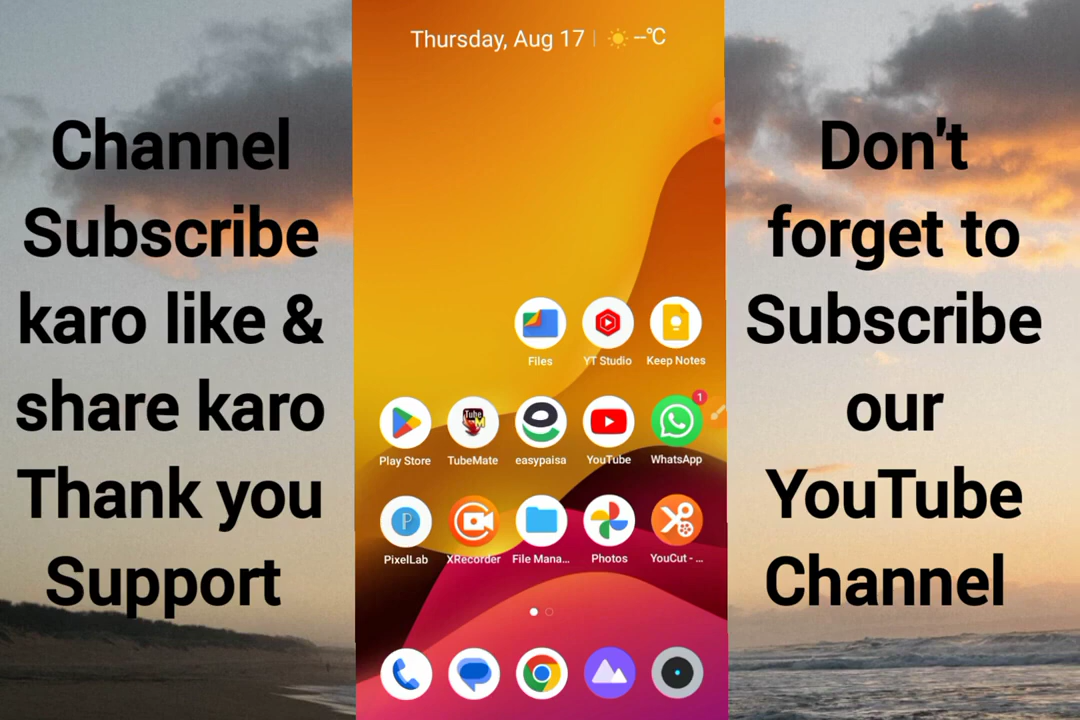 Channel
Subscribe
karo like &
share karo
Thank you
Support
Thursday, Aug 17 | --°C
Files YT Studio Keep Notes
1
Tube
M
Play Store TubeMate easypaisa YouTube WhatsApp
P
PixelLab XRecorder File Mana... Photos YouCut - ...
Don't
forget to
Subscribe
our
YouTube
Channel